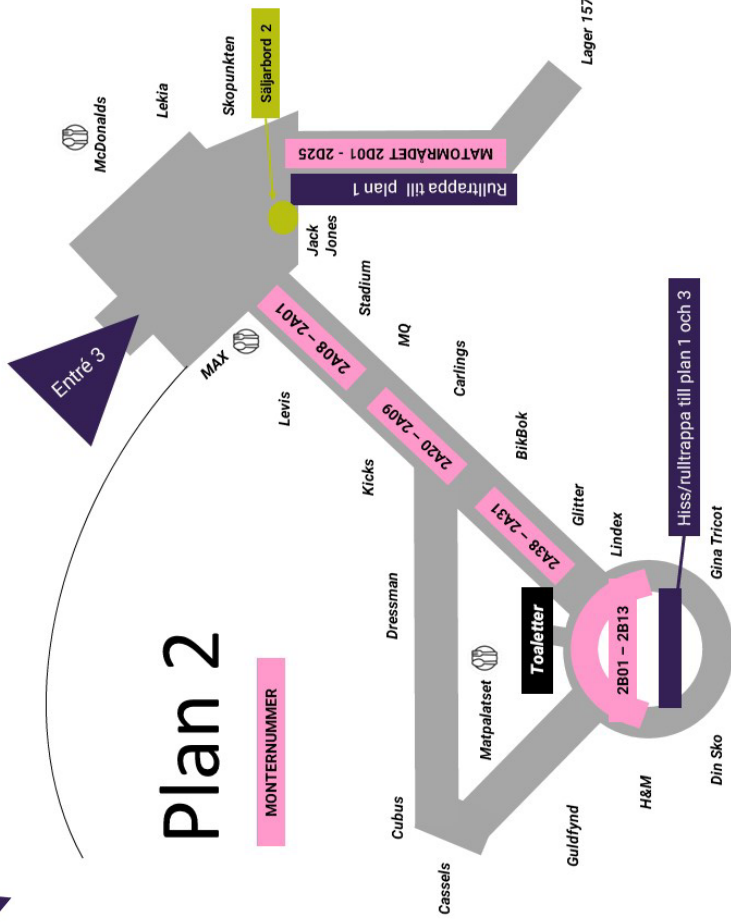 Plan 2
MONTERNUMMER
Entré 3
McDonalds
Lekia
Skopunkten
Säljarbord 2
Lager 157
MATOMRÅDET 2D01 - 2D25
Rulltrappa till plan 1
Jack
Jones
Stadium
MQ
Carlings
BikBok
Glitter
Lindex
Gina Tricot
MAX
Levis
Kicks
Dressman
2A08 – 2A01
2A20 – 2A09
2A38 – 2A31
Toaletter
Matpalatset
2B01 – 2B13
Hiss/rulltrappa till plan 1 och 3
Cubus
Cassels
Guldfynd
H&M
Din Sko